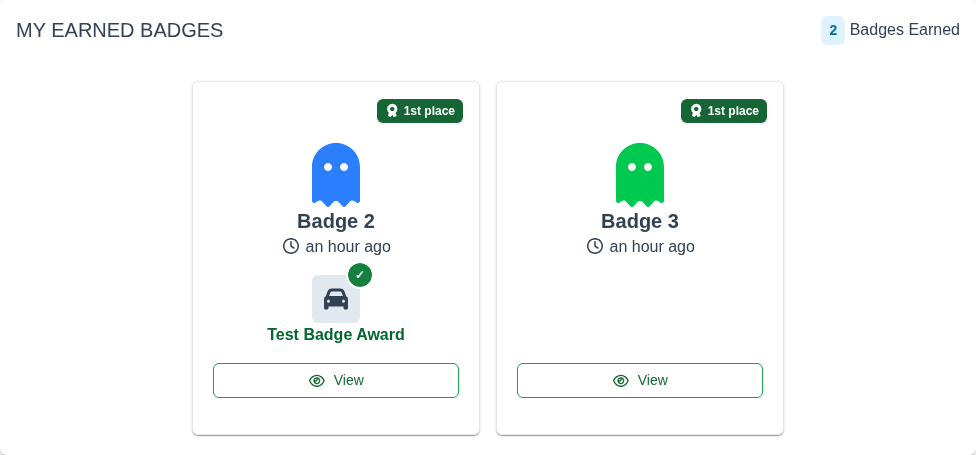 MY EARNED BADGES
2 Badges Earned
1st place
Badge 2
an hour ago
Test Badge Award
View
1st place
Badge 3
an hour ago
View